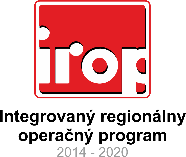 irop
Integrovaný regionálny
operačný program
2014 - 2020